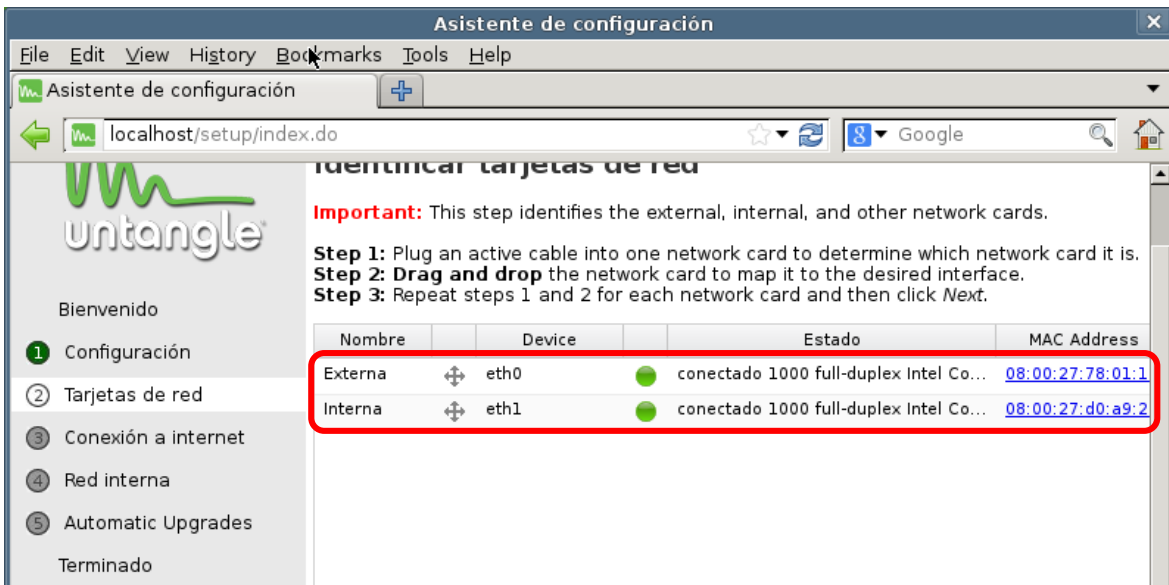 Asistente de configuración
File Edit View History Bookmarks Tools Help
Asistente de configuración
localhost/setup/index.do
Google
Identificar tarjetas de red
untangle
Important: This step identifies the external, internal, and other network cards.
Step 1: Plug an active cable into one network card to determine which network card it is.
Step 2: Drag and drop the network card to map it to the desired interface.
Step 3: Repeat steps 1 and 2 for each network card and then click Next.
Bienvenido
1 Configuración
2 Tarjetas de red
3 Conexión a internet
4 Red interna
5 Automatic Upgrades
Terminado
Nombre Device Estado MAC Address
Externa eth0 conectado 1000 full-duplex Intel Co... 08:00:27:78:01:1
Interna eth1 conectado 1000 full-duplex Intel Co... 08:00:27:d0:a9:2